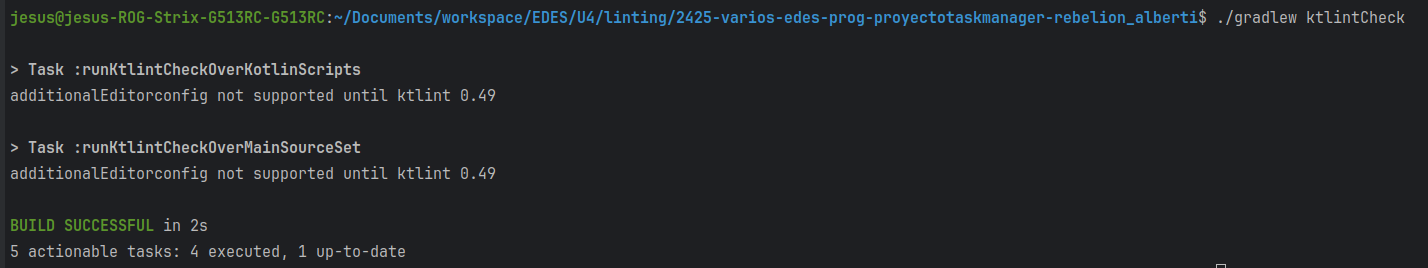 jesus@jesus-ROG-Strix-G513RC-G513RC:~/Documents/workspace/EDES/U4/linting/2425-varios-edes-prog-proyectotaskmanager-rebelion_alberti$ ./gradlew ktlintCheck
> Task :runKtlintCheckOverKotlinScripts
additionalEditorconfig not supported until ktlint 0.49
> Task :runKtlintCheckOverMainSourceSet
additionalEditorconfig not supported until ktlint 0.49
BUILD SUCCESSFUL in 2s
5 actionable tasks: 4 executed, 1 up-to-date